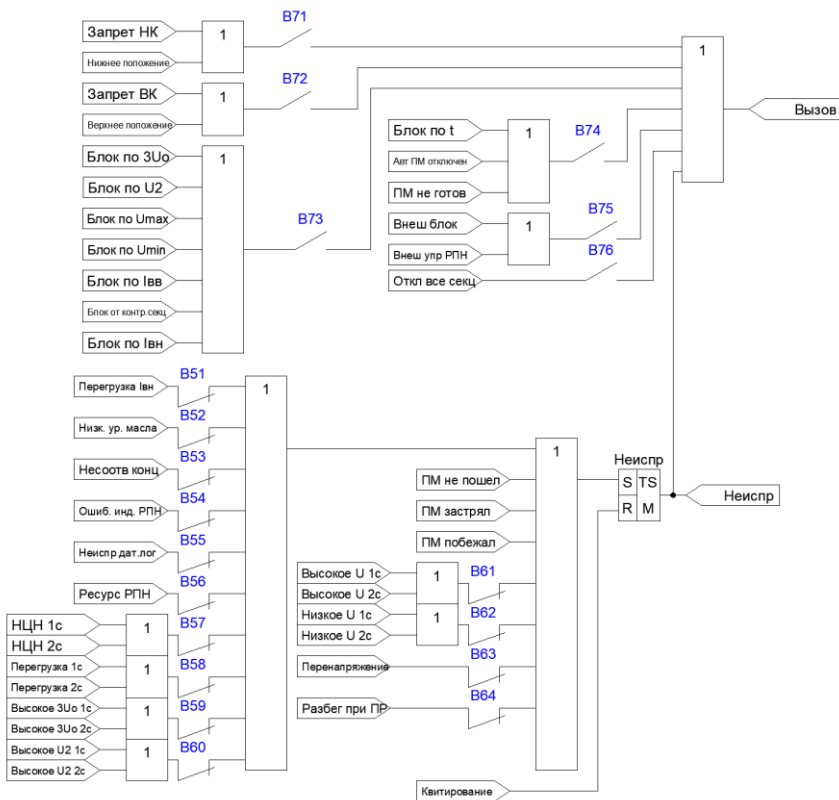 B71
Запрет НК
1
Нижнее положение
B72
Запрет ВК
1
Верхнее положение
1
Вызов
Блок по 3Uo
1
Блок по U2
Блок по Umax
B73
Блок по Umin
Блок по Iвв
Блок от контр.секц
Блок по Iвн
Блок по t
1
B74
Авт ПМ отключен
ПМ не готов
Внеш блок
1
B75
Внеш упр РПН
B76
Откл все секц
B51
Перегрузка Iвн
1
B52
Низк. ур. масла
B53
Несоотв конц
B54
Ошиб. инд. РПН
B55
Неиспр дат.лог
B56
Ресурс РПН
НЦН 1с
1
B57
НЦН 2с
Перегрузка 1с
1
B58
Перегрузка 2с
Высокое 3Uo 1с
1
B59
Высокое 3Uo 2с
Высокое U2 1с
1
B60
Высокое U2 2с
1
ПМ не пошел
ПМ застрял
ПМ побежал
Высокое U 1с
1
B61
Высокое U 2с
Низкое U 1с
1
B62
Низкое U 2с
B63
Перенапряжение
B64
Разбег при ПР
Квитирование
Неиспр
S TS
R M
Неиспр